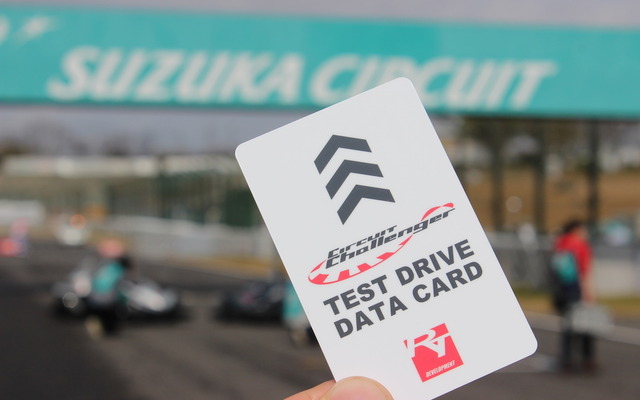 SUZUKA CIRCUIT
Circuit
Challenger
TEST DRIVE
DATA CARD
DEVELOPMENT